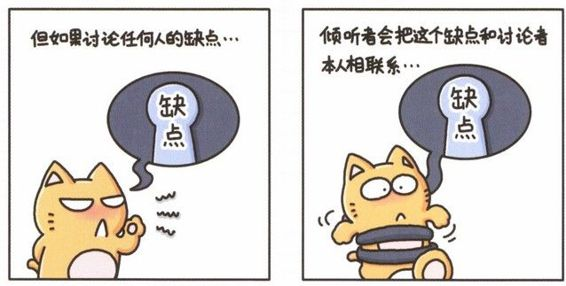 但如果讨论任何人的缺点…
缺
点
倾听者会把这个缺点和讨论者
本人相联系…
缺
点